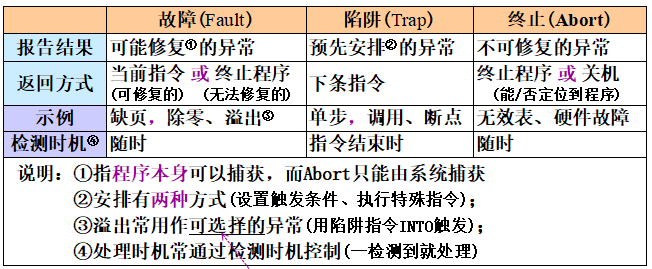 故障(Fault) 陷阱(Trap) 终止(Abort)
报告结果 可能修复①的异常 预先安排②的异常 不可修复的异常
返回方式 当前指令 或 终止程序 下条指令 终止程序 或 关机
(可修复的) (无法修复的) (能/否定位到程序)
示例 缺页，除零、溢出③ 单步，调用、断点 无效表、硬件故障
检测时机④ 随时 指令结束时 随时
说明：①指程序本身可以捕获，而Abort只能由系统捕获
②安排有两种方式(设置触发条件、执行特殊指令)；
③溢出常用作可选择的异常(用陷阱指令INTO触发)；
④处理时机常通过检测时机控制(一检测到就处理)